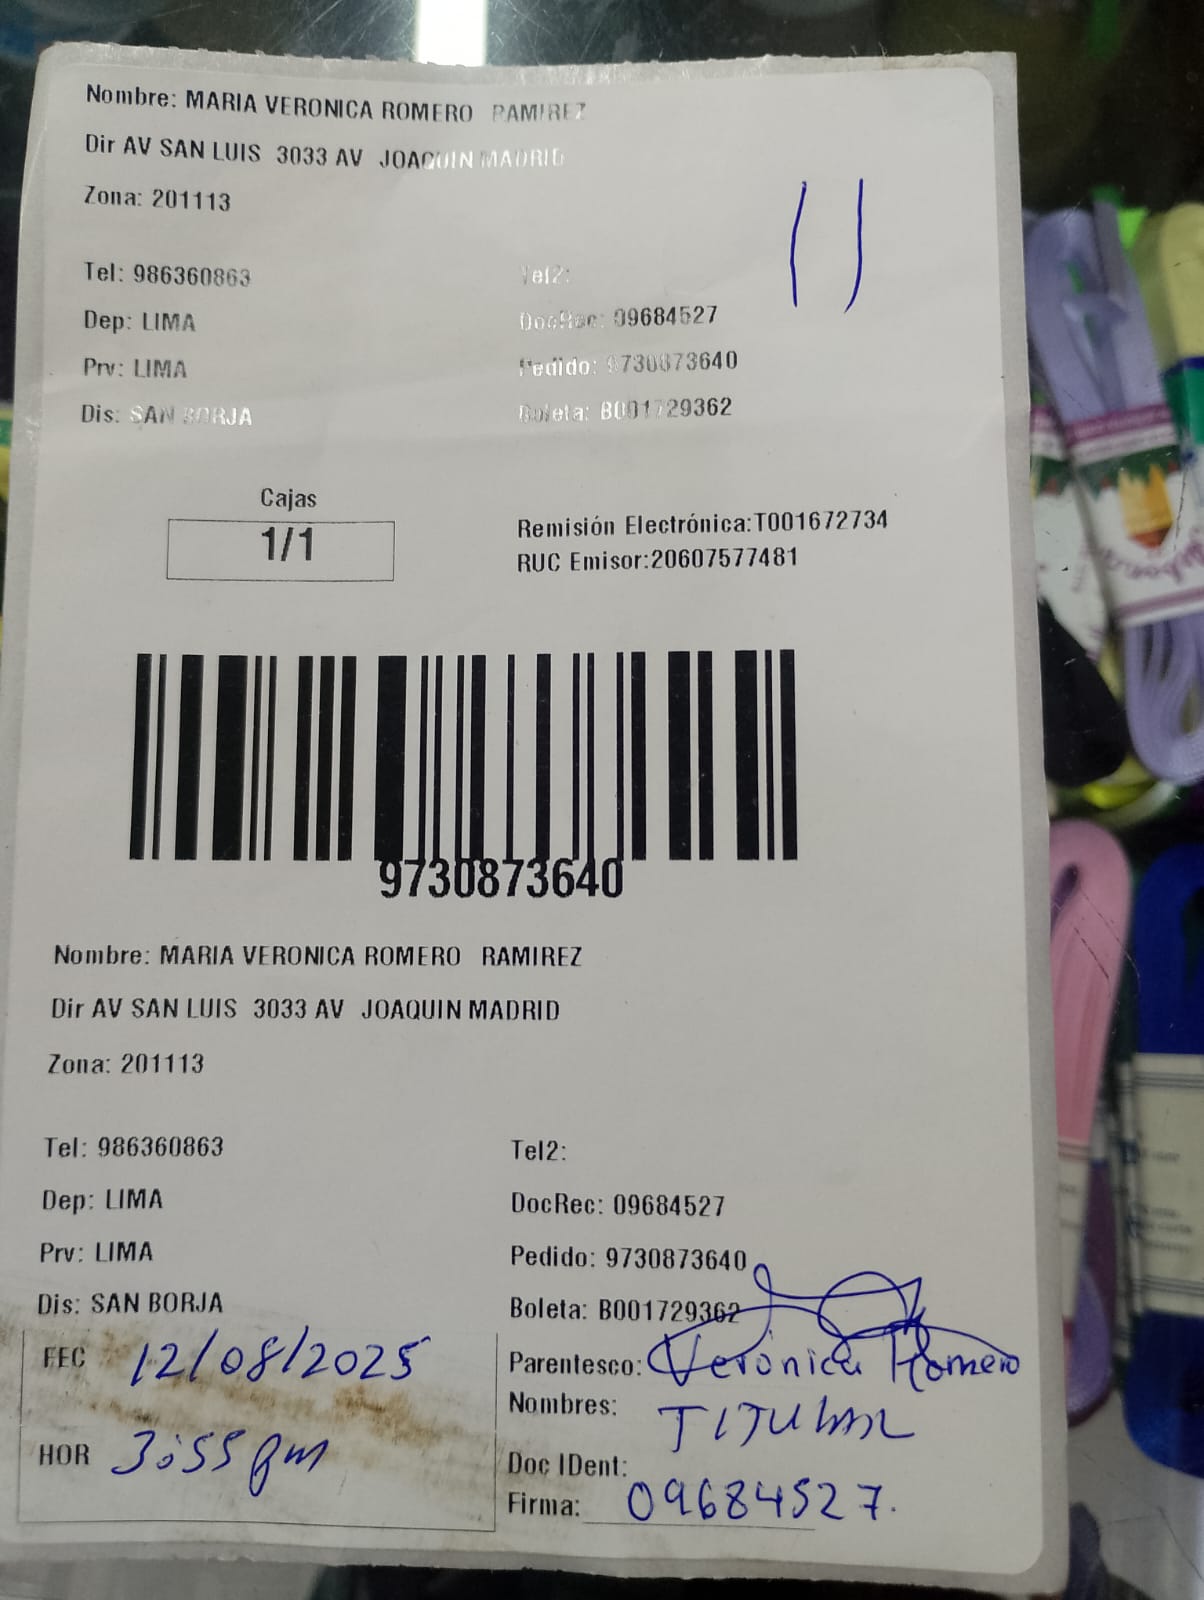 Nombre: MARIA VERONICA ROMERO RAMIREZ
Dir AV SAN LUIS 3033 AV JOAQUIN MADRID
Zona: 201113
Tel: 986360863 Tel2:
Dep: LIMA DocRec: 09684527
Prv: LIMA Pedido: 9730873640
Dis: SAN BORJA Boleta: B001729362
Cajas
1/1
Remisión Electrónica:T001672734
RUC Emisor:20607577481
9730873640
Nombre: MARIA VERONICA ROMERO RAMIREZ
Dir AV SAN LUIS 3033 AV JOAQUIN MADRID
Zona: 201113
Tel: 986360863 Tel2:
Dep: LIMA DocRec: 09684527
Prv: LIMA Pedido: 9730873640
Dis: SAN BORJA Boleta: B001729362
FEC 12/08/2025
HOR 3:55 pm
Parentesco: Verónica Romero
Nombres: TITULAR
Doc IDent:
Firma: 09684527.